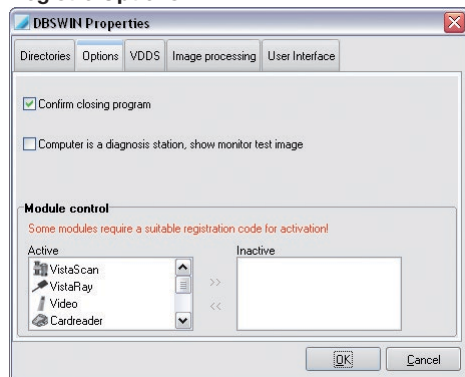 DBSWIN Properties
Directories Options VDDS Image processing User Interface
Confirm closing program
Computer is a diagnosis station, show monitor test image
Module control
Some modules require a suitable registration code for activation!
Active Inactive
VistaScan
VistaRay >>
Video
Cardreader <<
OK Cancel